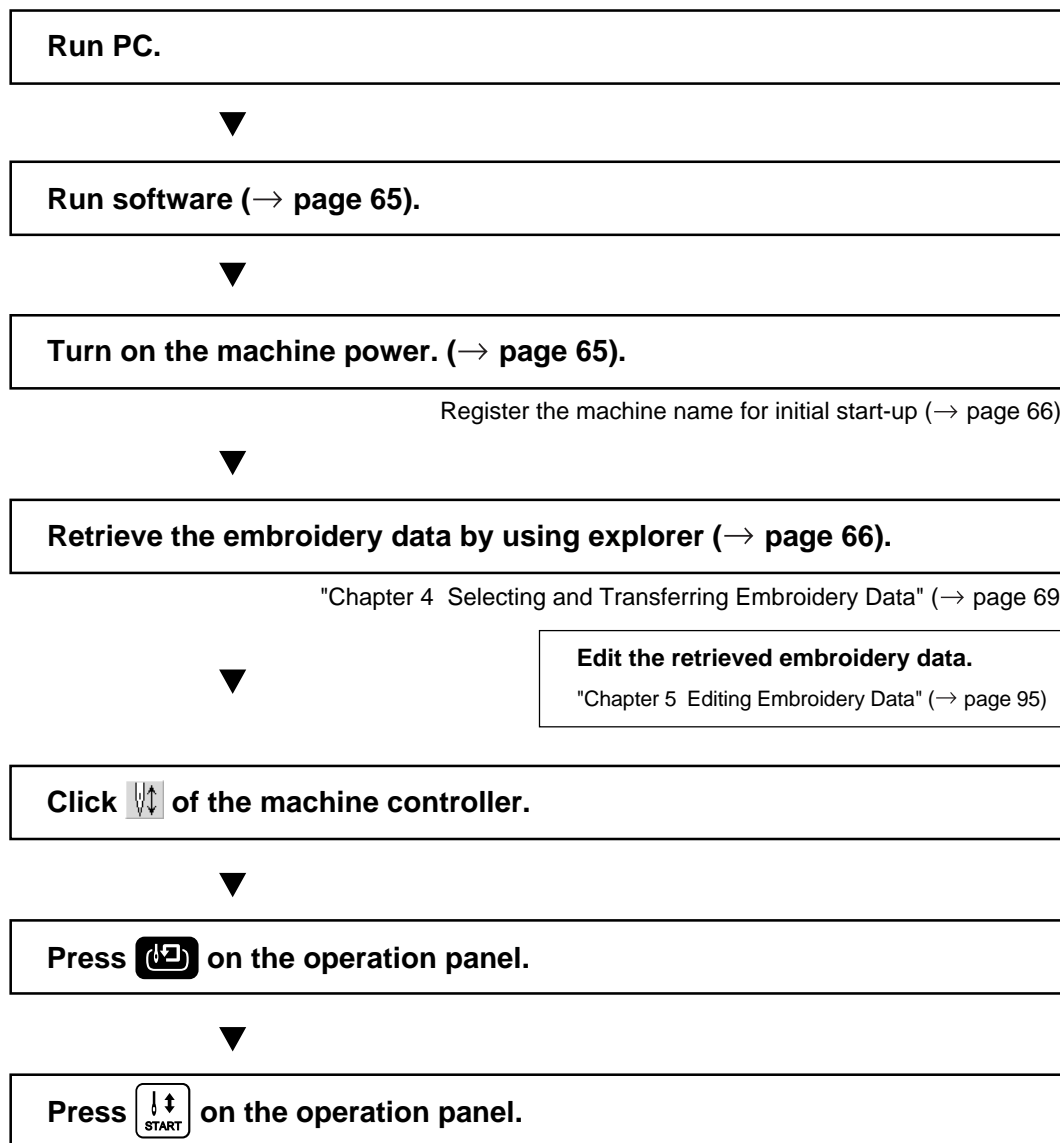 Run PC.
Run software (→ page 65).
Turn on the machine power. (→ page 65).
Register the machine name for initial start-up (→ page 66)
Retrieve the embroidery data by using explorer (→ page 66).
"Chapter 4  Selecting and Transferring Embroidery Data" (→ page 69
Edit the retrieved embroidery data.
"Chapter 5  Editing Embroidery Data" (→ page 95)
Click of the machine controller.
Press on the operation panel.
Press START on the operation panel.